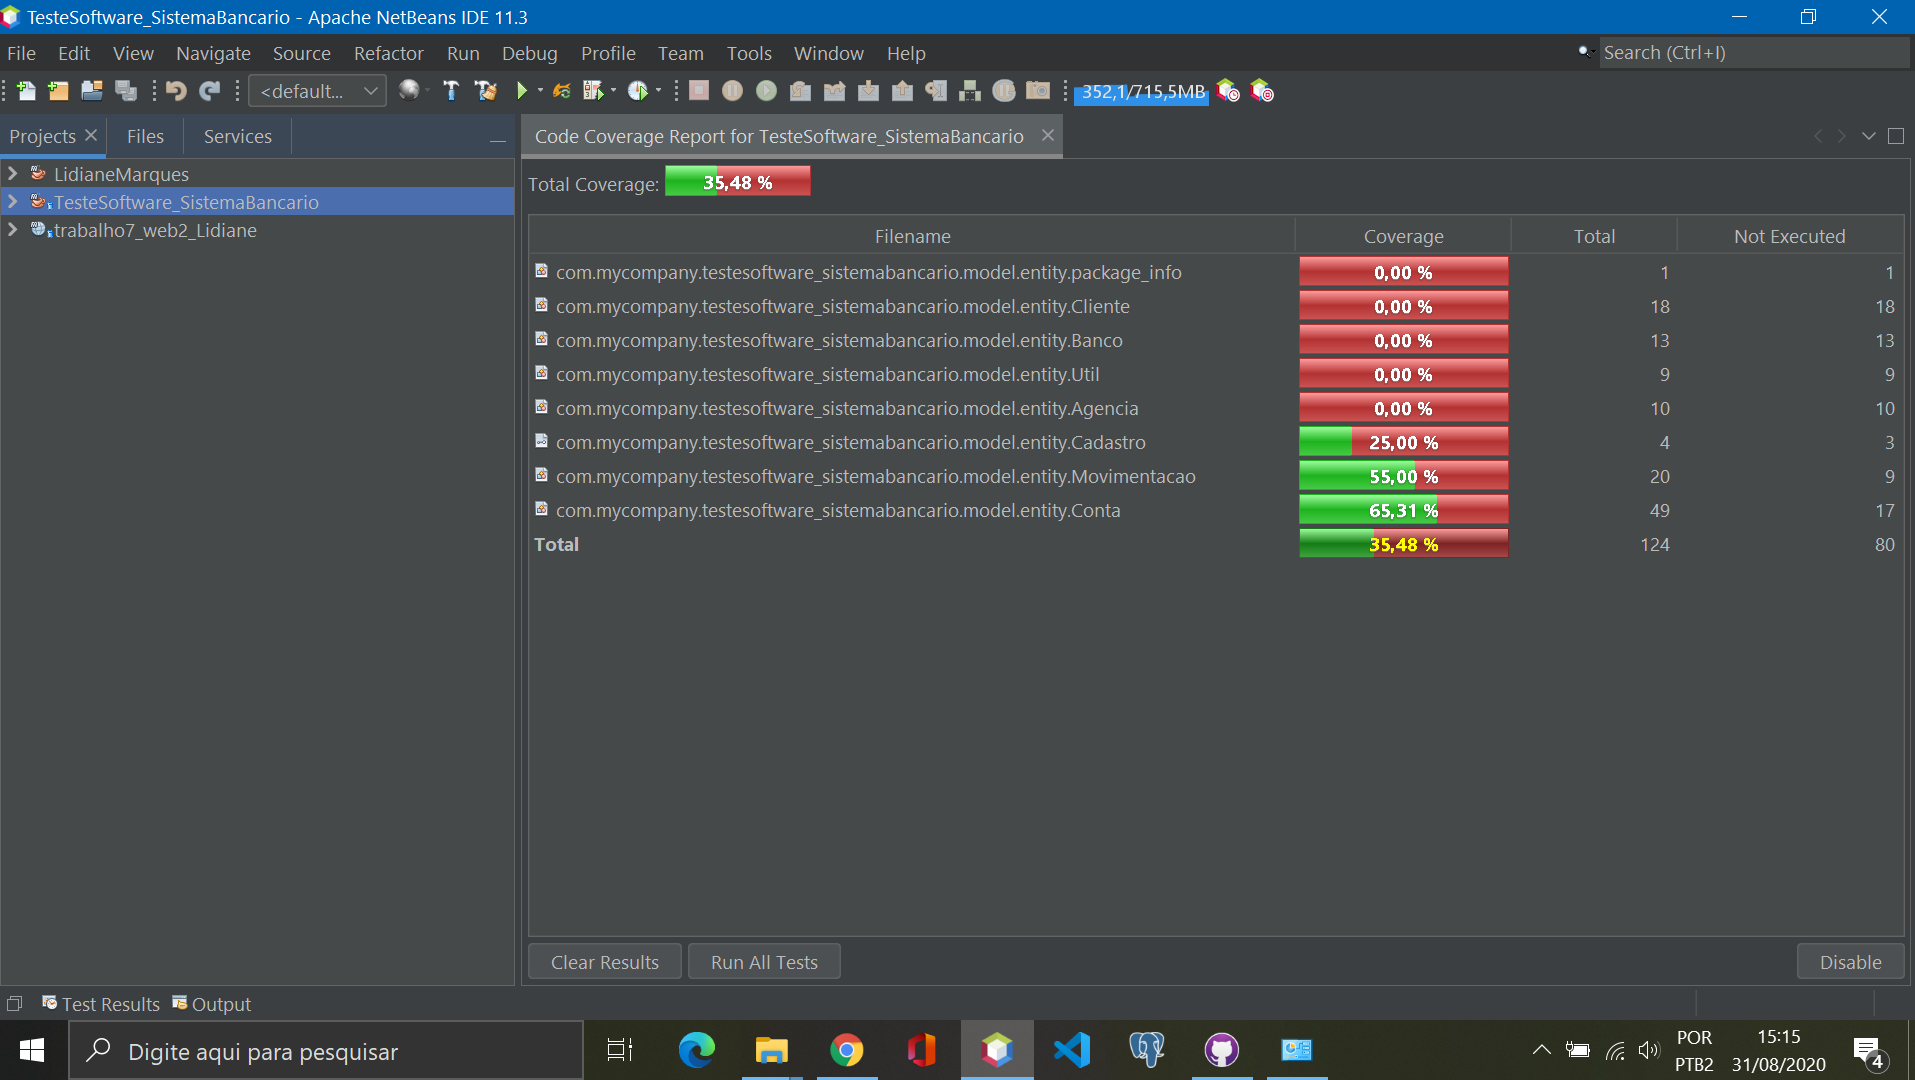 TesteSoftware_SistemaBancario - Apache NetBeans IDE 11.3
File Edit View Navigate Source Refactor Run Debug Profile Team Tools Window Help
Search (Ctrl+I)
<default...
352,1/715,5MB
Projects Files Services
Code Coverage Report for TesteSoftware_SistemaBancario
LidianeMarques
TesteSoftware_SistemaBancario
trabalho7_web2_Lidiane
Total Coverage: 35,48 %
Filename Coverage Total Not Executed
com.mycompany.testesoftware_sistemabancario.model.entity.package_info 0,00 % 1 1
com.mycompany.testesoftware_sistemabancario.model.entity.Cliente 0,00 % 18 18
com.mycompany.testesoftware_sistemabancario.model.entity.Banco 0,00 % 13 13
com.mycompany.testesoftware_sistemabancario.model.entity.Util 0,00 % 9 9
com.mycompany.testesoftware_sistemabancario.model.entity.Agencia 0,00 % 10 10
com.mycompany.testesoftware_sistemabancario.model.entity.Cadastro 25,00 % 4 3
com.mycompany.testesoftware_sistemabancario.model.entity.Movimentacao 55,00 % 20 9
com.mycompany.testesoftware_sistemabancario.model.entity.Conta 65,31 % 49 17
Total 35,48 % 124 80
Clear Results Run All Tests Disable
Test Results Output
Digite aqui para pesquisar
POR 15:15
PTB2 31/08/2020
4